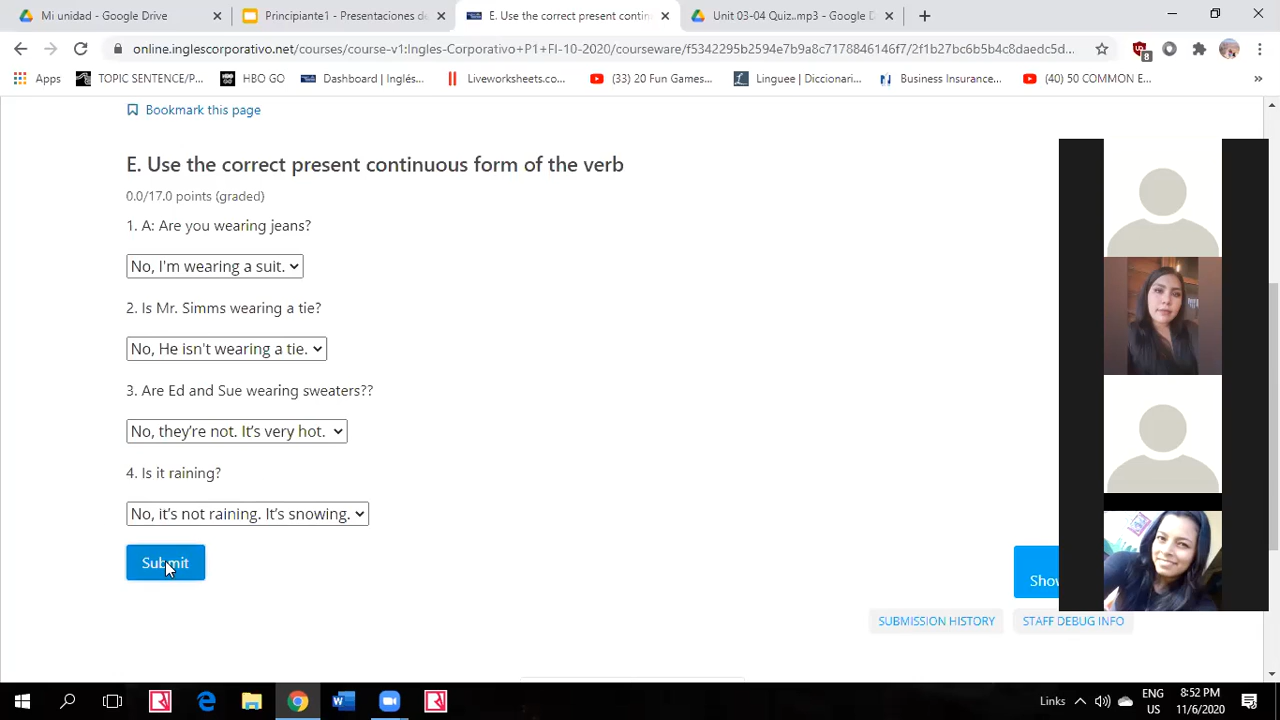 Mi unidad - Google Drive
Principiante1 - Presentaciones de
E. Use the correct present contin
Unit 03-04 Quiz..mp3 - Google D
online.inglescorporativo.net/courses/course-v1:Ingles-Corporativo+P1+FI-10-2020/courseware/f5342295b2594e7b9a8c7178846146f7/2f1b27bc6b5b4c8daedc5d...
8
Apps
TOPIC SENTENCE/P...
HBO GO
Dashboard | Inglés...
Liveworksheets.co...
(33) 20 Fun Games...
Linguee | Diccionari...
Business Insurance...
(40) 50 COMMON E...
»
Bookmark this page
E. Use the correct present continuous form of the verb
0.0/17.0 points (graded)
1. A: Are you wearing jeans?
No, I'm wearing a suit.
2. Is Mr. Simms wearing a tie?
No, He isn't wearing a tie.
3. Are Ed and Sue wearing sweaters??
No, they’re not. It’s very hot.
4. Is it raining?
No, it’s not raining. It’s snowing.
Submit
Show
SUBMISSION HISTORY
STAFF DEBUG INFO
Links
ENG
US
8:52 PM
11/6/2020